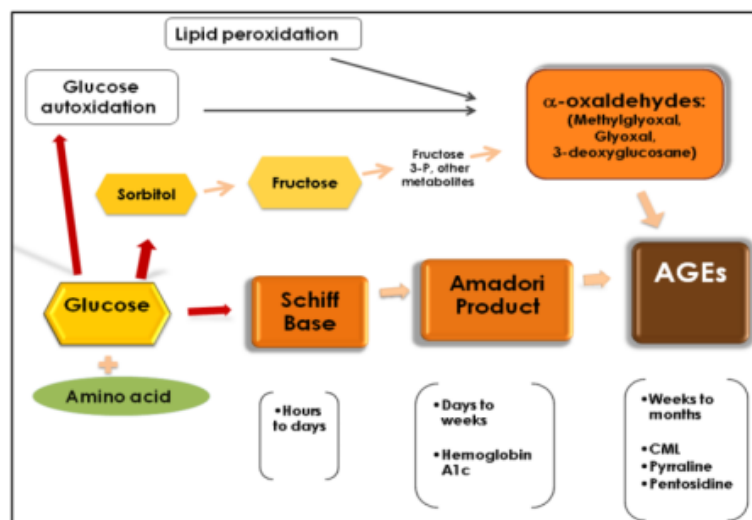 Lipid peroxidation
Glucose
autoxidation
α-oxaldehydes:
(Methylglyoxal,
Glyoxal,
3-deoxyglucosane)
Sorbitol
Fructose
Fructose
3-P, other
metabolites
Glucose
Schiff
Base
Amadori
Product
AGEs
+
Amino acid
•Hours
to days
•Days to
weeks
•Hemoglobin
A1c
•Weeks to
months
•CML
•Pyrraline
•Pentosidine